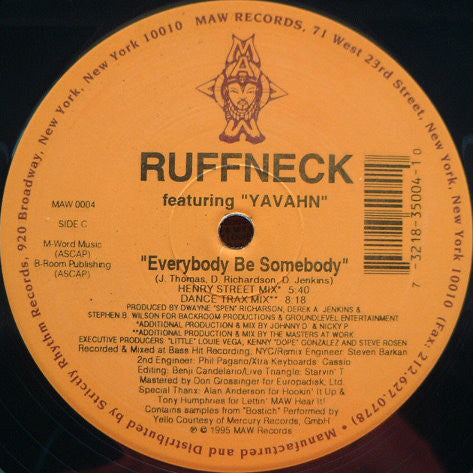 MAW RECORDS, 71 West 23rd Street, New York, New York 10010
Manufactured and Distributed by Strictly Rhythm Records, 920 Broadway, New York, New York 10010 (Fax: 212.627.0778) •
MAW
RUFFNECK
featuring "YAVAHN"
MAW 0004
SIDE C
M-Word Music
(ASCAP)
B-Room Publishing
(ASCAP)
7 -3218-35004-1 0
"Everybody Be Somebody"
(J. Thomas, D. Richardson, D. Jenkins)
HENRY STREET MIX* 5:40
DANCE TRAX MIX** 8:18
PRODUCED BY DWAYNE "SPEN" RICHARSON, DEREK A. JENKINS &
STEPHEN B. WILSON FOR BACKROOM PRODUCTIONS & GROUNDLEVEL ENTERTAINMENT
*ADDITIONAL PRODUCTION & MIX BY JOHNNY D & NICKY P
**ADDITIONAL PRODUCTION & MIX BY THE MASTERS AT WORK
EXECUTIVE PRODUCERS "LITTLE" LOUIE VEGA, KENNY "DOPE" GONZALEZ AND STEVE ROSEN
Recorded & Mixed at Bass Hit Recording, NYC/Remix Engineer: Steven Barkan
2nd Engineer: Phil Pagano/Xtra Keyboards: Cassio
Editing: Benji Candelario/Live Triangle: Starvin' T
Mastered by Don Grossinger for Europadisk, Ltd.
Special Thanx: Alan Anderson for Hookin' It Up &
Tony Humphries for Lettin' MAW Hear It!
Contains samples from "Bostich" Performed by
Yello Courtesy of Mercury Records, GmbH
℗ © 1995 MAW Records